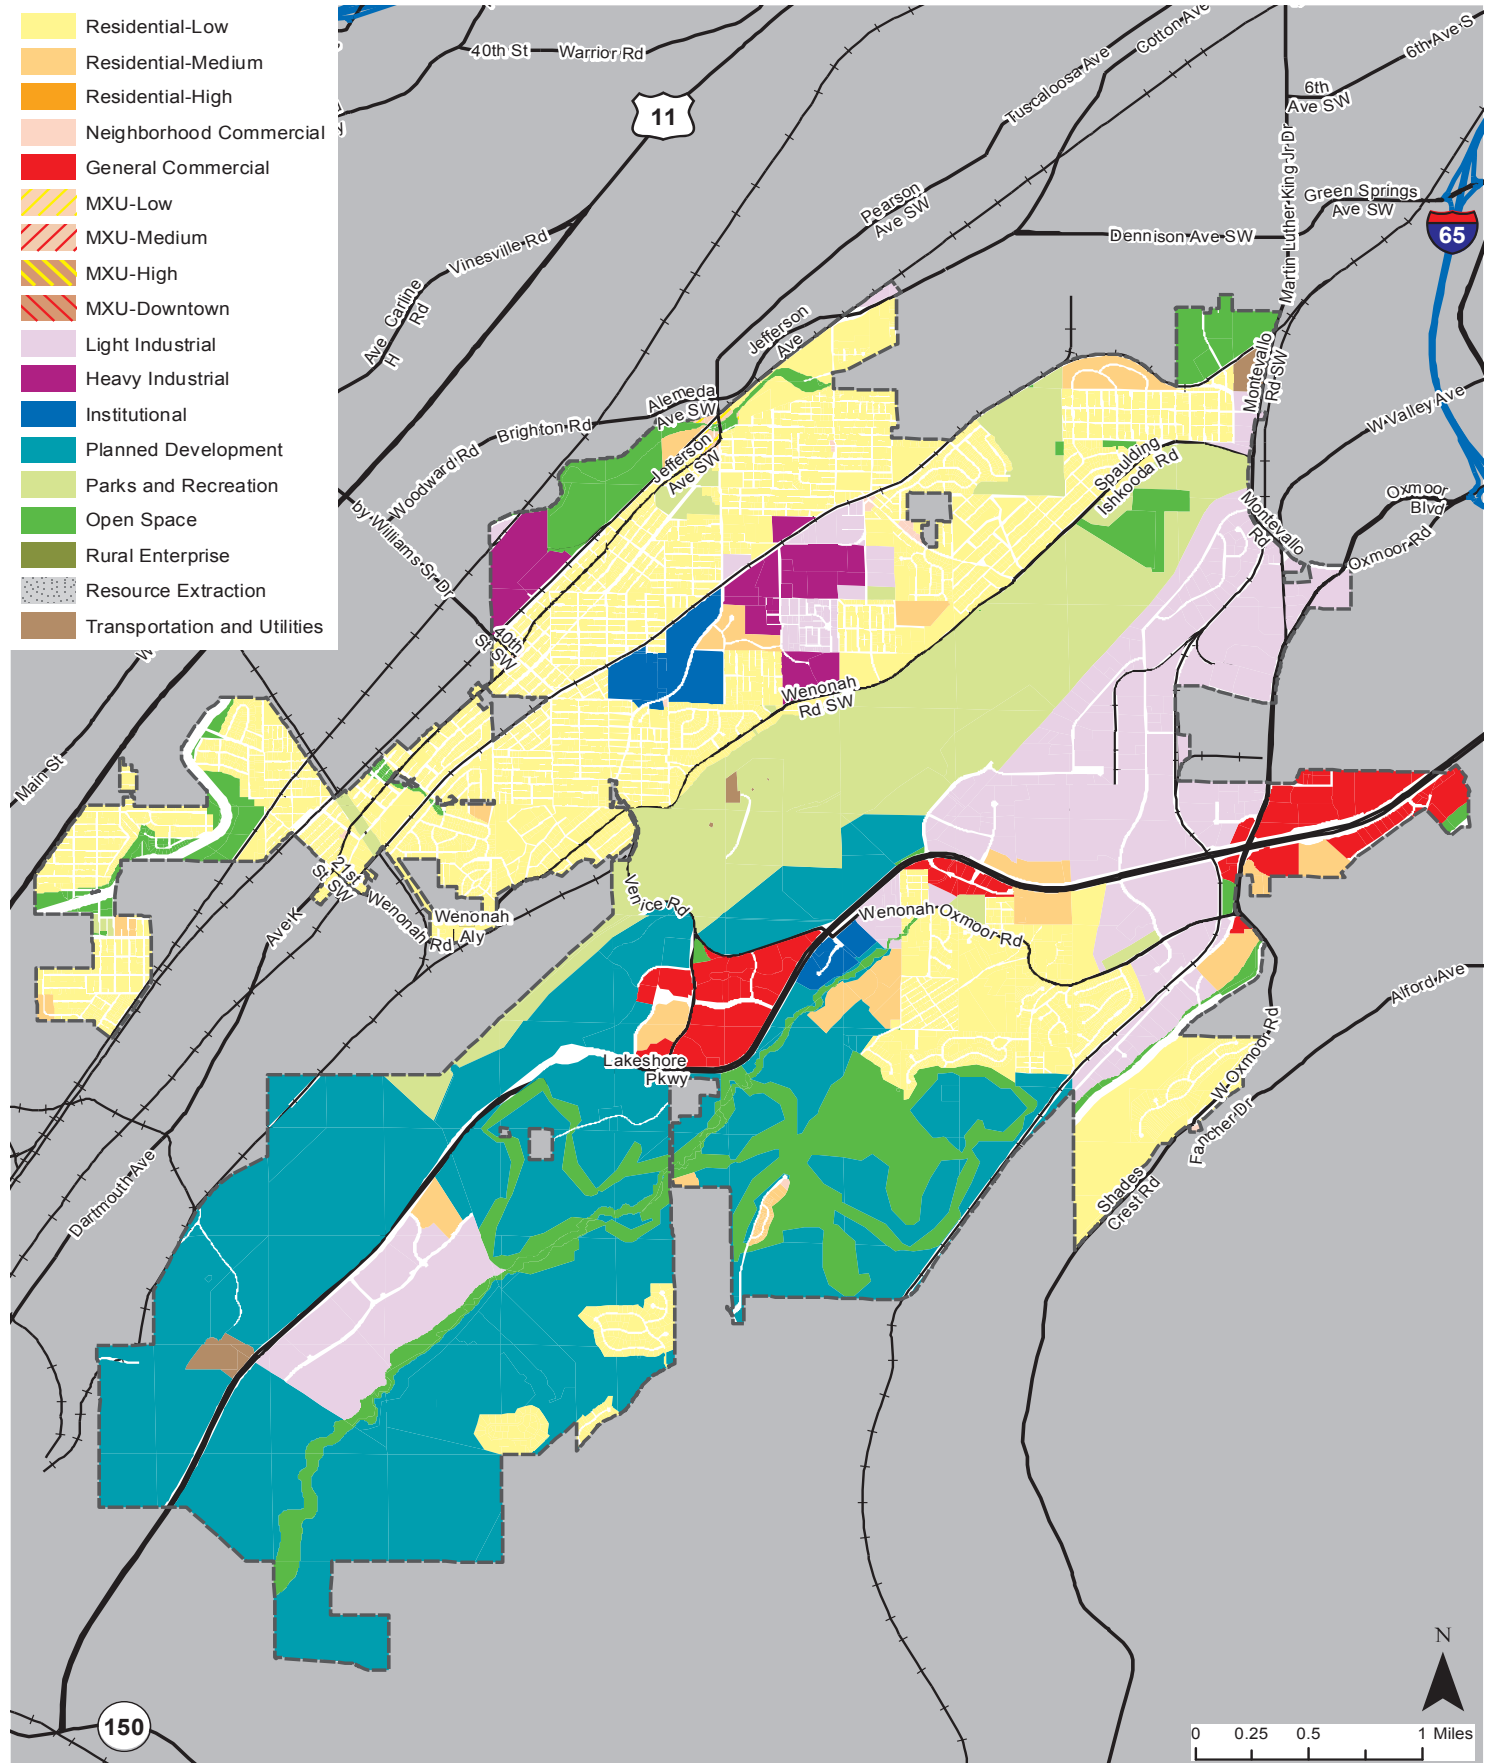 Residential-Low
Residential-Medium
Residential-High
Neighborhood Commercial
General Commercial
MXU-Low
MXU-Medium
MXU-High
MXU-Downtown
Light Industrial
Heavy Industrial
Institutional
Planned Development
Parks and Recreation
Open Space
Rural Enterprise
Resource Extraction
Transportation and Utilities
40th St
Warrior Rd
11
Tuscaloosa Ave
Cotton Ave
6th Ave S
6th
Ave SW
Martin Luther King Jr Dr
Green Springs
Ave SW
65
Pearson
Ave SW
Dennison Ave SW
Vinesville Rd
Carline
Rd
Ave
H
Jefferson
Ave
Montevallo
Rd SW
Alemeda
Ave SW
W Valley Ave
Brighton Rd
Woodward Rd
Jefferson
Ave SW
Spaulding
Ishkooda Rd
Oxmoor
Blvd
by Williams Sr Dr
Montevallo
Rd
Oxmoor Rd
40th
St SW
W
Wenonah
Rd SW
Main St
21st
St SW
Venice Rd
Wenonah
Rd
Wenonah
Aly
Ave K
Wenonah Oxmoor Rd
Alford Ave
Lakeshore
Pkwy
W Oxmoor Rd
Fancher Dr
Dartmouth Ave
Shades
Crest Rd
N
150
0 0.25 0.5 1 Miles